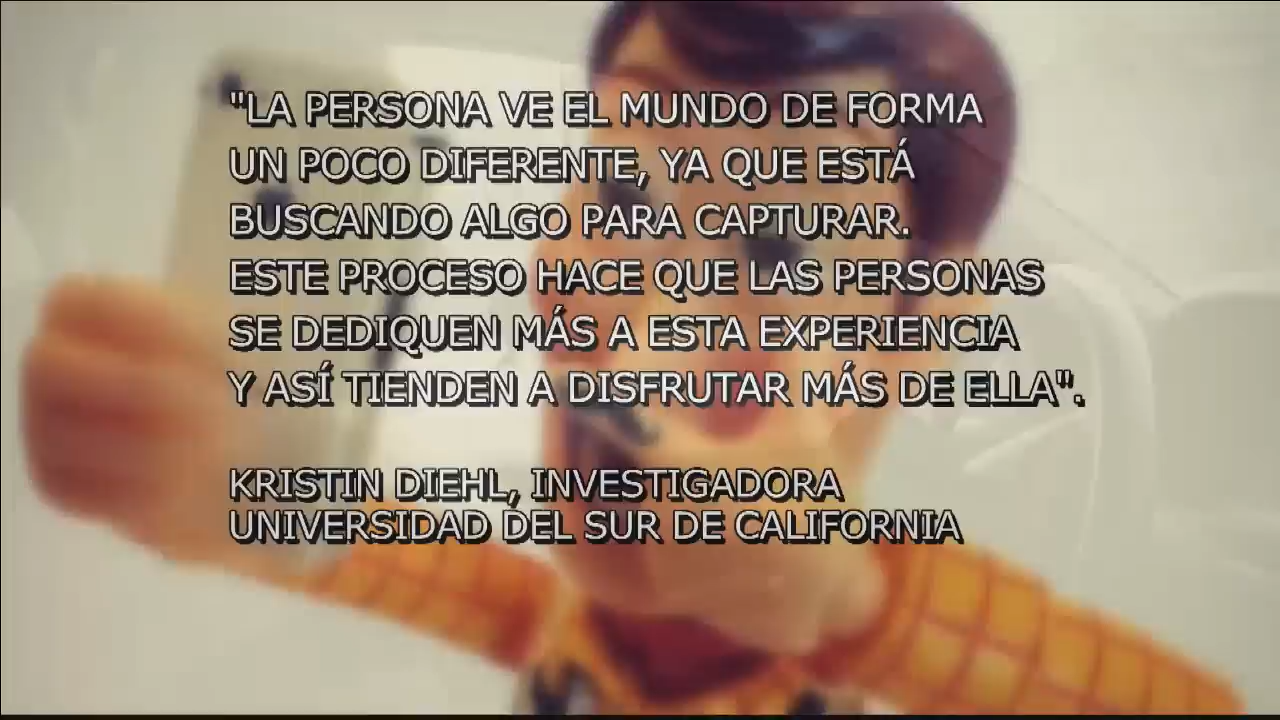 "LA PERSONA VE EL MUNDO DE FORMA
UN POCO DIFERENTE, YA QUE ESTÁ
BUSCANDO ALGO PARA CAPTURAR.
ESTE PROCESO HACE QUE LAS PERSONAS
SE DEDIQUEN MÁS A ESTA EXPERIENCIA
Y ASÍ TIENDEN A DISFRUTAR MÁS DE ELLA".
KRISTIN DIEHL, INVESTIGADORA
UNIVERSIDAD DEL SUR DE CALIFORNIA